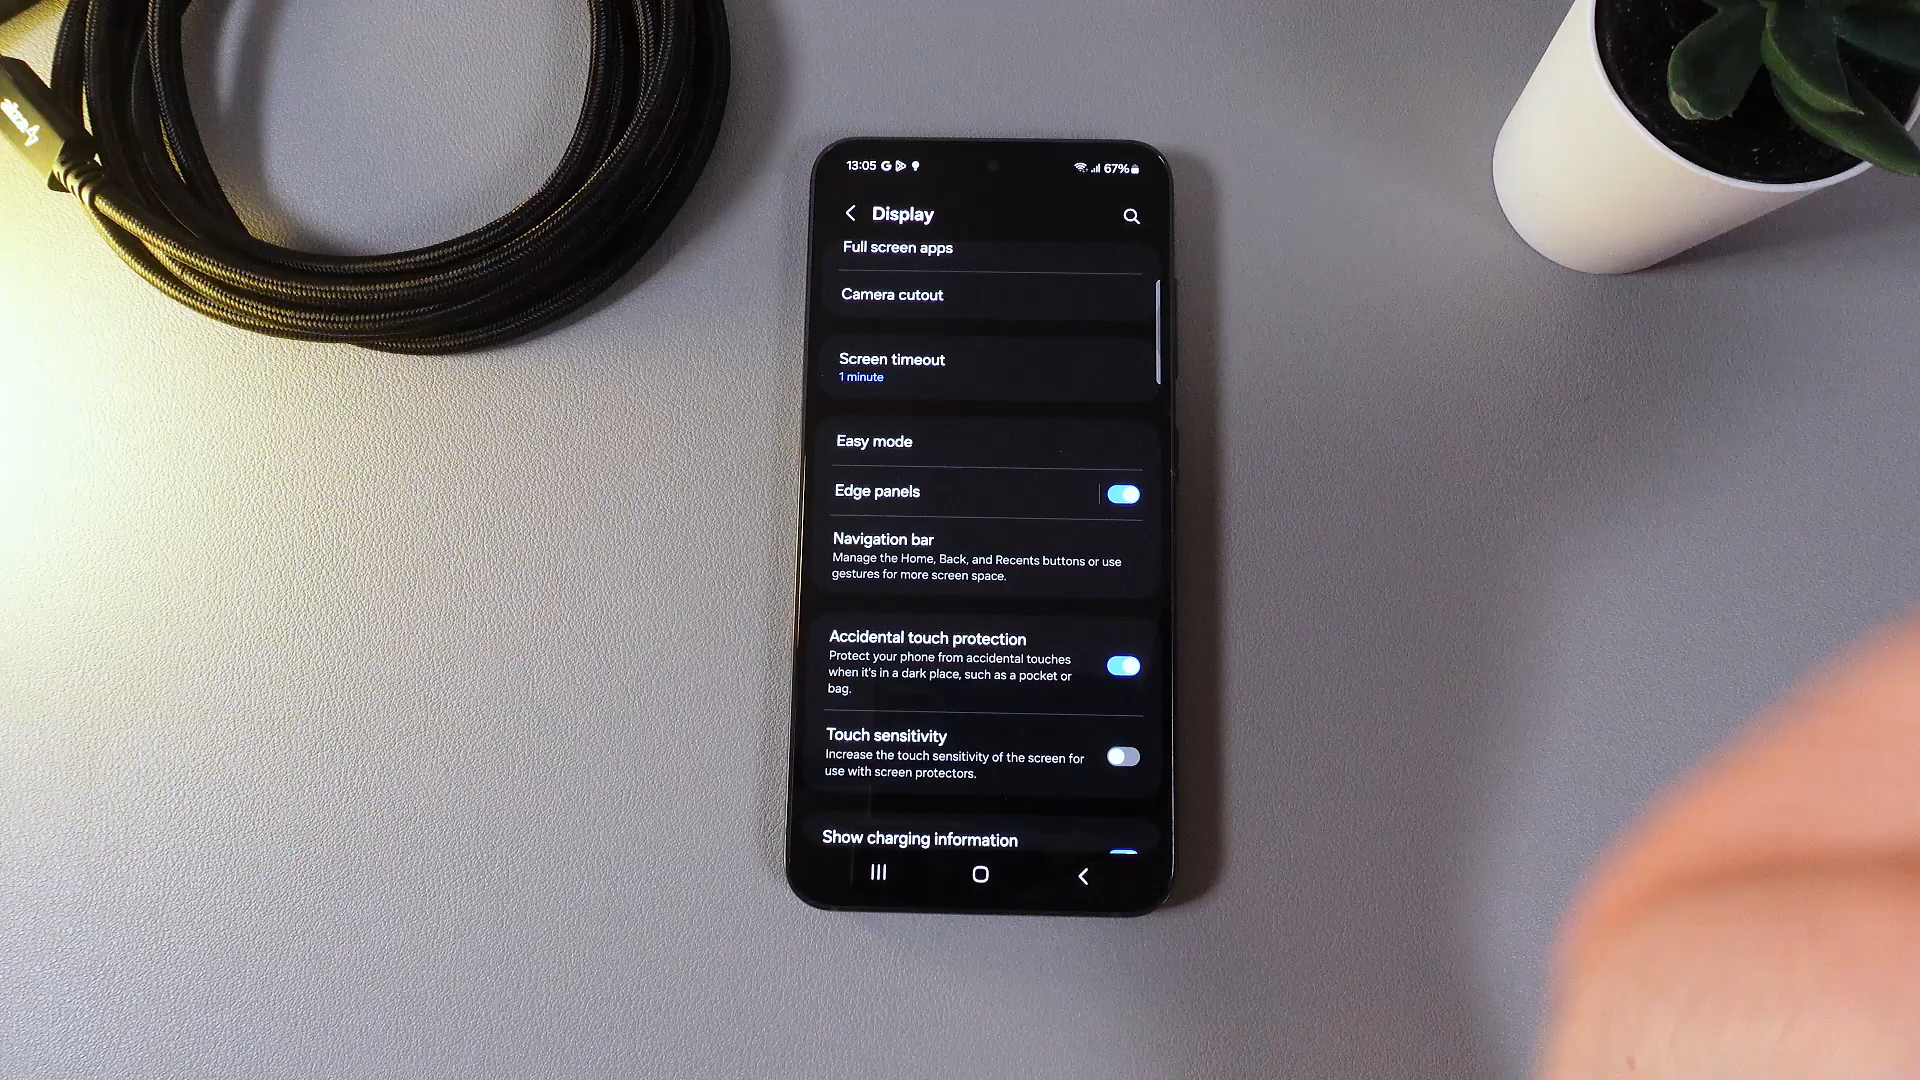 13:05
67%
Display
Full screen apps
Camera cutout
Screen timeout
1 minute
Easy mode
Edge panels
Navigation bar
Manage the Home, Back, and Recents buttons or use
gestures for more screen space.
Accidental touch protection
Protect your phone from accidental touches
when it's in a dark place, such as a pocket or
bag.
Touch sensitivity
Increase the touch sensitivity of the screen for
use with screen protectors.
Show charging information